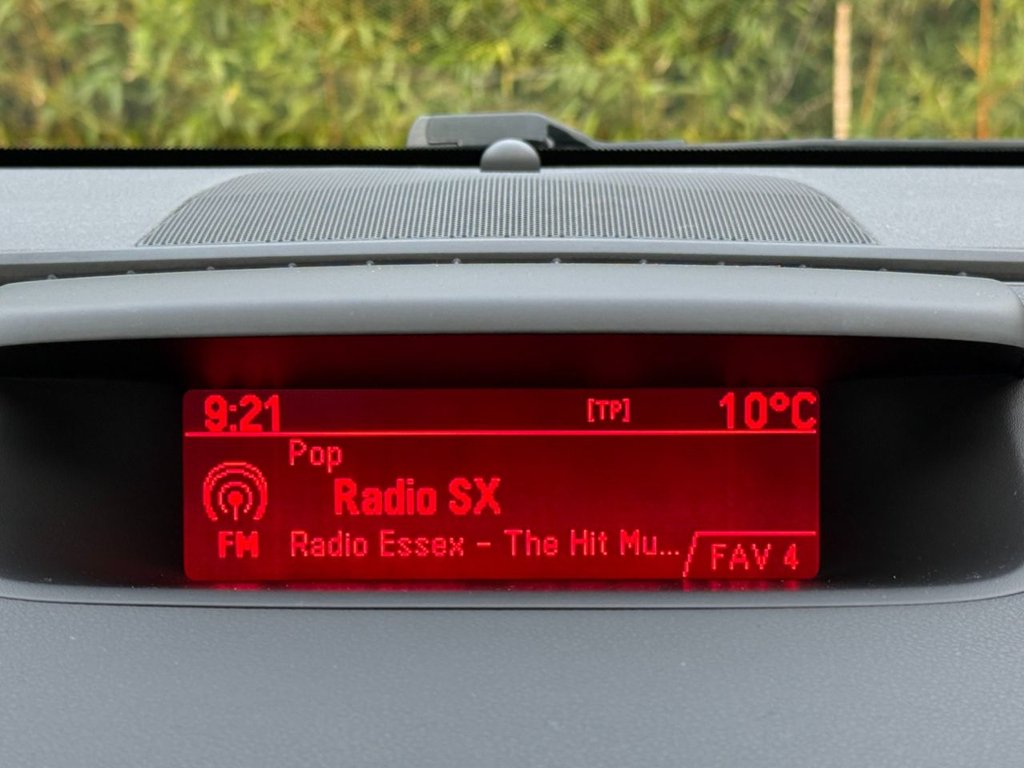 9:21 [TP] 10°C
Pop
Radio SX
FM Radio Essex - The Hit Mu...
FAV 4